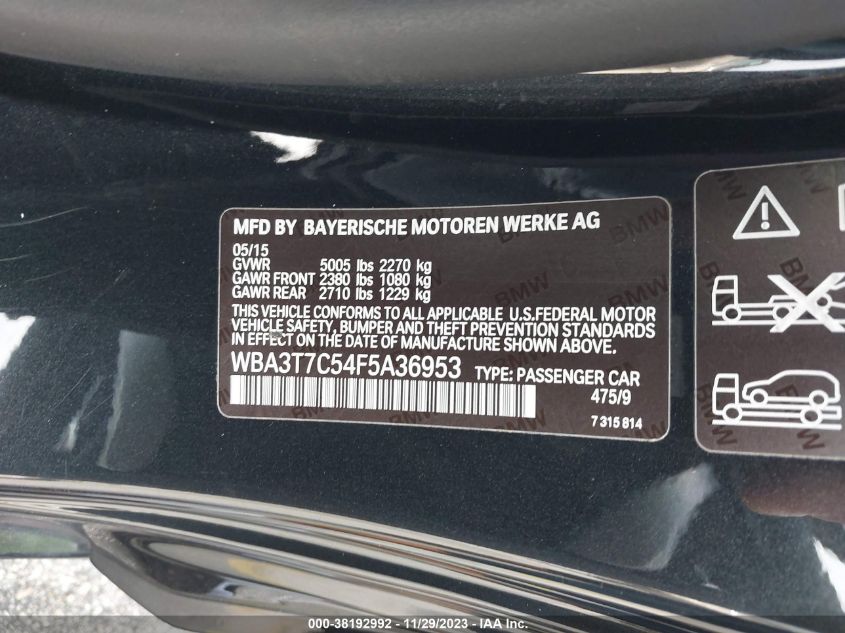 MFD BY BAYERISCHE MOTOREN WERKE AG
05/15
GVWR 5005 lbs 2270 kg
GAWR FRONT 2380 lbs 1080 kg
GAWR REAR 2710 lbs 1229 kg
THIS VEHICLE CONFORMS TO ALL APPLICABLE U.S.FEDERAL MOTOR
VEHICLE SAFETY, BUMPER AND THEFT PREVENTION STANDARDS
IN EFFECT ON THE DATE OF MANUFACTURE SHOWN ABOVE.
WBA3T7C54F5A36953 TYPE: PASSENGER CAR
475/9
7 315 814
000-38192992 - 11/29/2023 - IAA Inc.